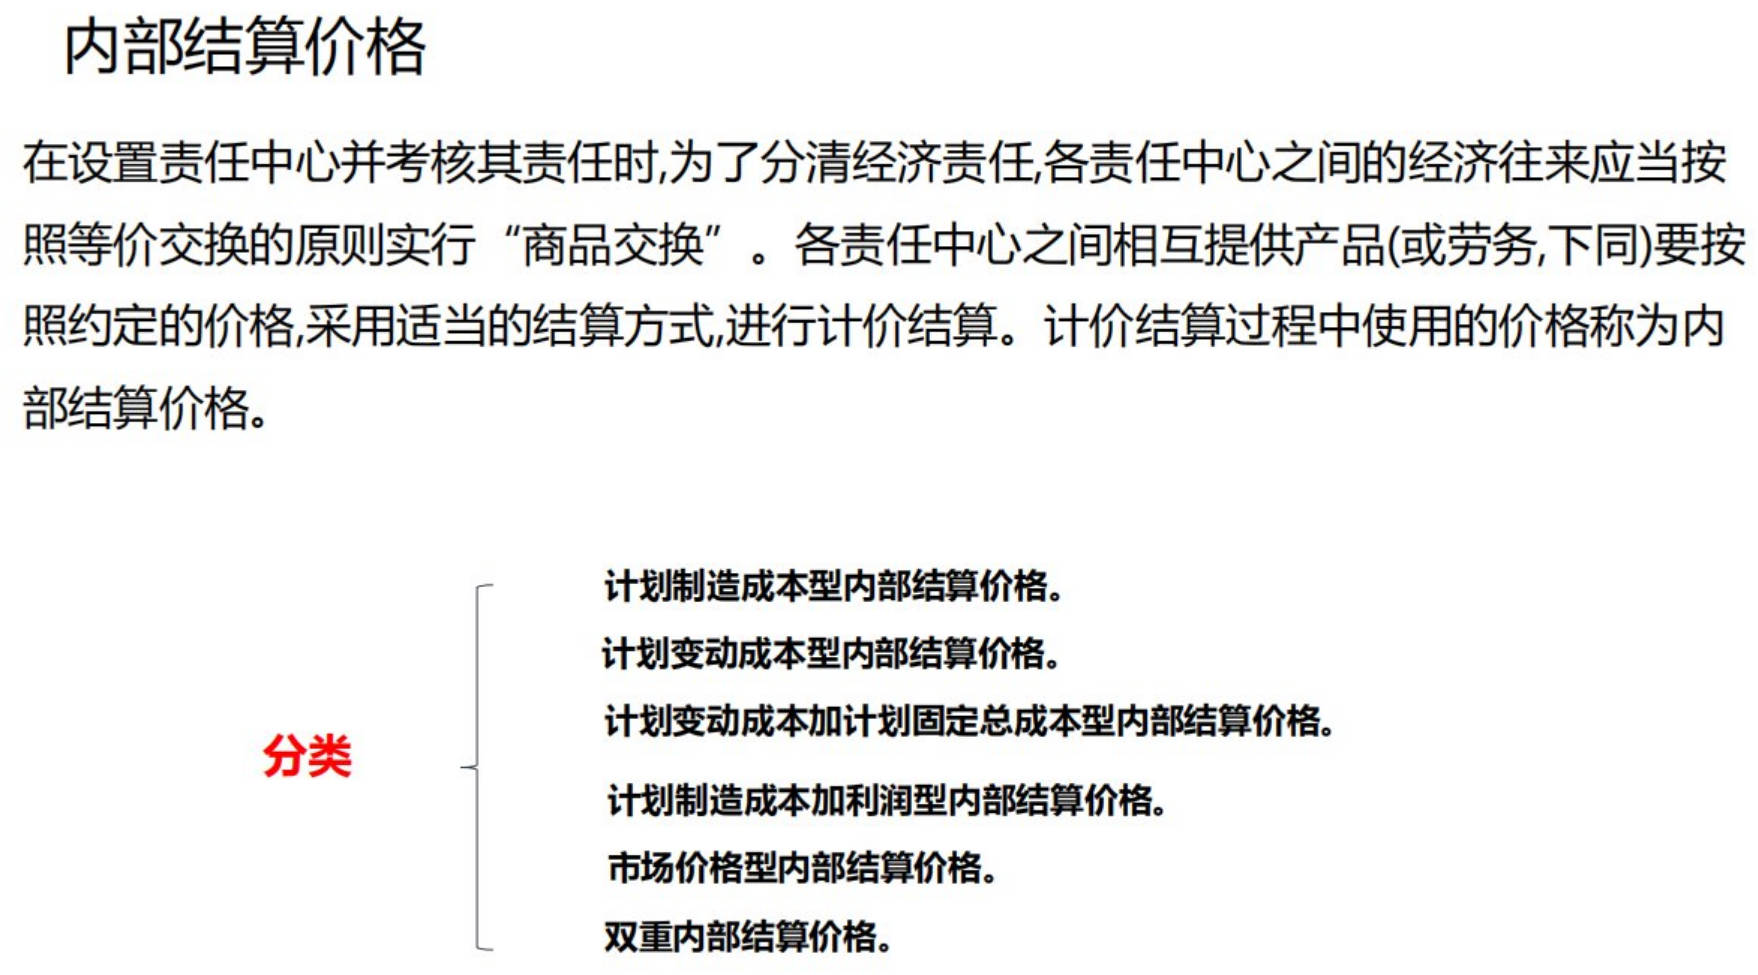 内部结算价格
在设置责任中心并考核其责任时,为了分清经济责任,各责任中心之间的经济往来应当按
照等价交换的原则实行“商品交换”。各责任中心之间相互提供产品(或劳务,下同)要按
照约定的价格,采用适当的结算方式,进行计价结算。计价结算过程中使用的价格称为内
部结算价格。
计划制造成本型内部结算价格。
计划变动成本型内部结算价格。
计划变动成本加计划固定总成本型内部结算价格。
分类
计划制造成本加利润型内部结算价格。
市场价格型内部结算价格。
双重内部结算价格。